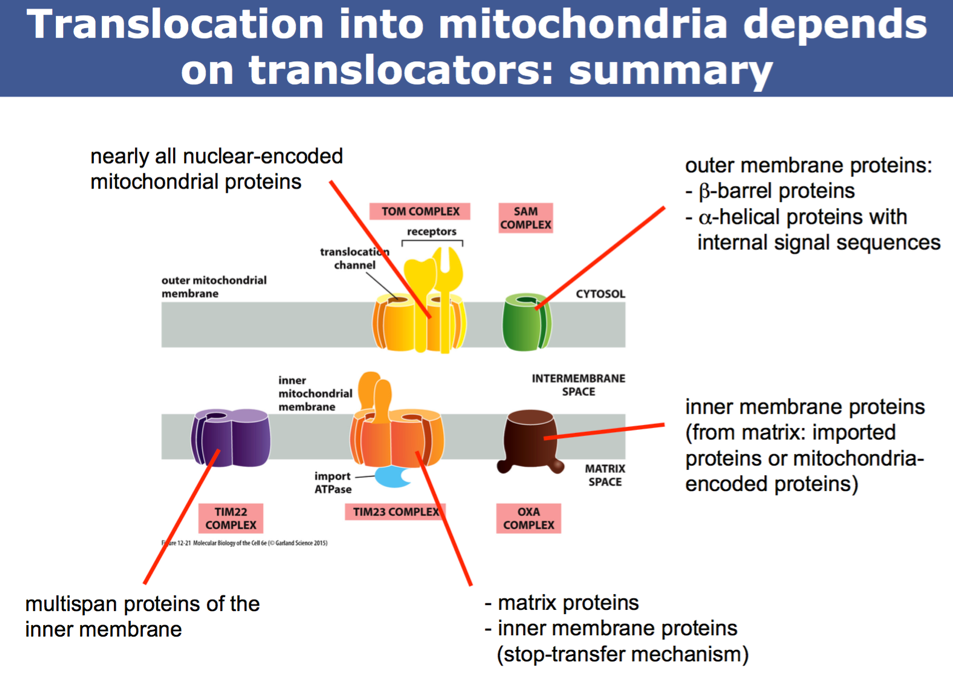 Translocation into mitochondria depends
on translocators: summary
nearly all nuclear-encoded
mitochondrial proteins
outer membrane proteins:
- β-barrel proteins
- α-helical proteins with
internal signal sequences
TOM COMPLEX
SAM
COMPLEX
receptors
translocation
channel
outer mitochondrial
membrane
CYTOSOL
inner
mitochondrial
membrane
INTERMEMBRANE
SPACE
inner membrane proteins
(from matrix: imported
proteins or mitochondria-
encoded proteins)
import
ATPase
MATRIX
SPACE
TIM22
COMPLEX
TIM23 COMPLEX
OXA
COMPLEX
Figure 12-21 Molecular Biology of the Cell 6e (© Garland Science 2015)
multispan proteins of the
inner membrane
- matrix proteins
- inner membrane proteins
(stop-transfer mechanism)